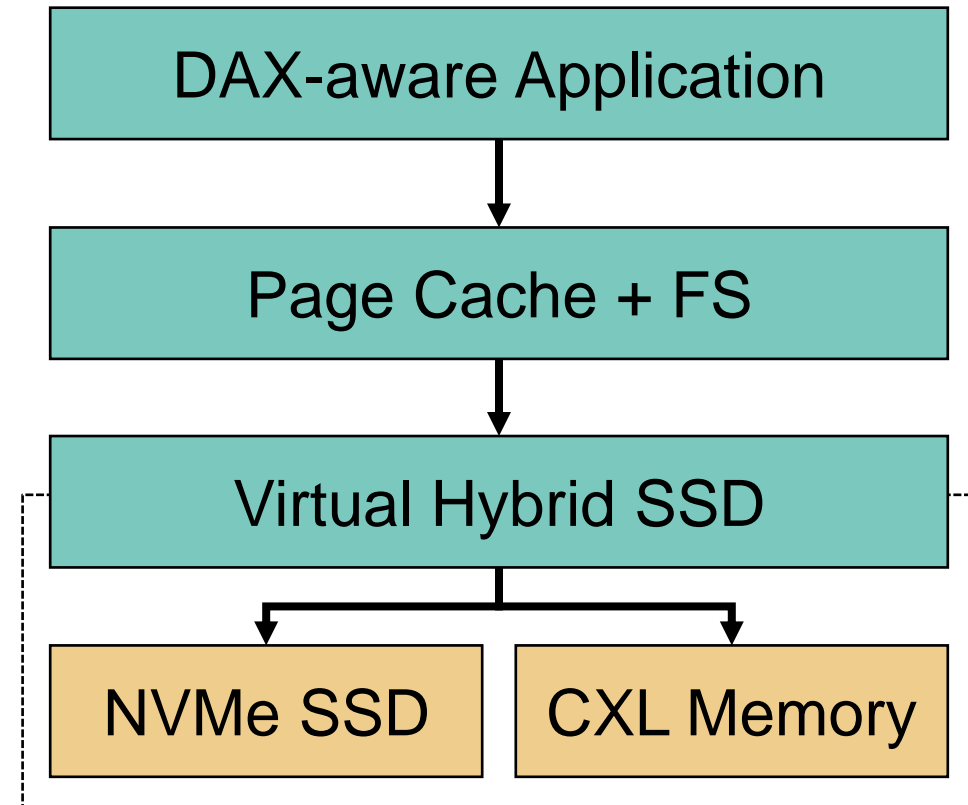 DAX-aware Application
Page Cache + FS
Virtual Hybrid SSD
NVMe SSD
CXL Memory